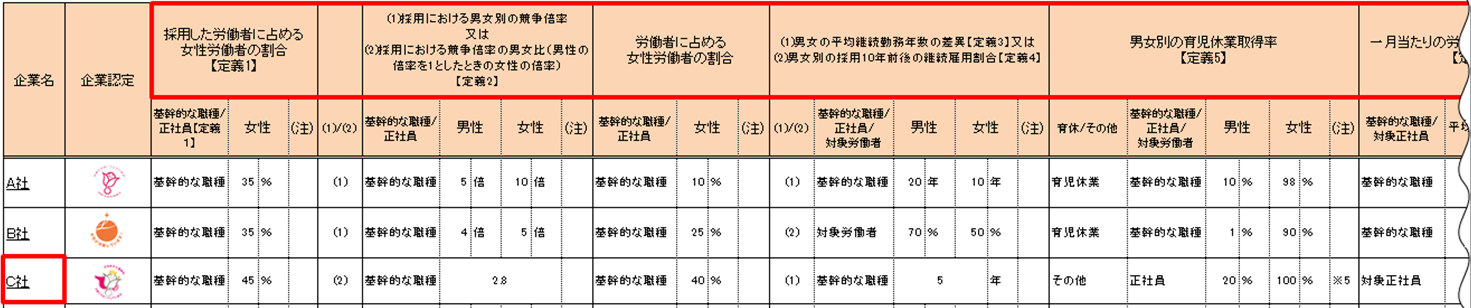 企業名
企業認定
採用した労働者に占める
女性労働者の割合
【定義1】
(1)採用における男女別の競争倍率
又は
(2)採用における競争倍率の男女比(男性の
倍率を1としたときの女性の倍率)
【定義2】
労働者に占める
女性労働者の割合
(1)男女の平均継続勤務年数の差異【定義3】又は
(2)男女別の採用10年前後の継続雇用割合【定義4】
男女別の育児休業取得率
【定義5】
一月当たりの労
基幹的な職種/
正社員【定義
1】
女性
(注)
(1)/(2)
基幹的な職種/
正社員
男性
女性
(注)
基幹的な職種/
正社員
女性
(注)
(1)/(2)
基幹的な職種/
正社員/
対象労働者
男性
女性
(注)
育休/その他
基幹的な職種/
正社員/
対象労働者
男性
女性
(注)
基幹的な職種/
対象正社員
A社 基幹的な職種 35 % (1) 基幹的な職種 5 倍 10 倍 基幹的な職種 10 % (1) 基幹的な職種 20 年 10 年 育児休業 基幹的な職種 10 % 98 % 基幹的な職種
B社 基幹的な職種 35 % (1) 基幹的な職種 4 倍 5 倍 基幹的な職種 25 % (2) 対象労働者 70 % 50 % 育児休業 基幹的な職種 1 % 90 % 基幹的な職種
C社 基幹的な職種 45 % (2) 基幹的な職種 2.8 基幹的な職種 40 % (1) 基幹的な職種 5 年 その他 正社員 20 % 100 % ※5 対象正社員